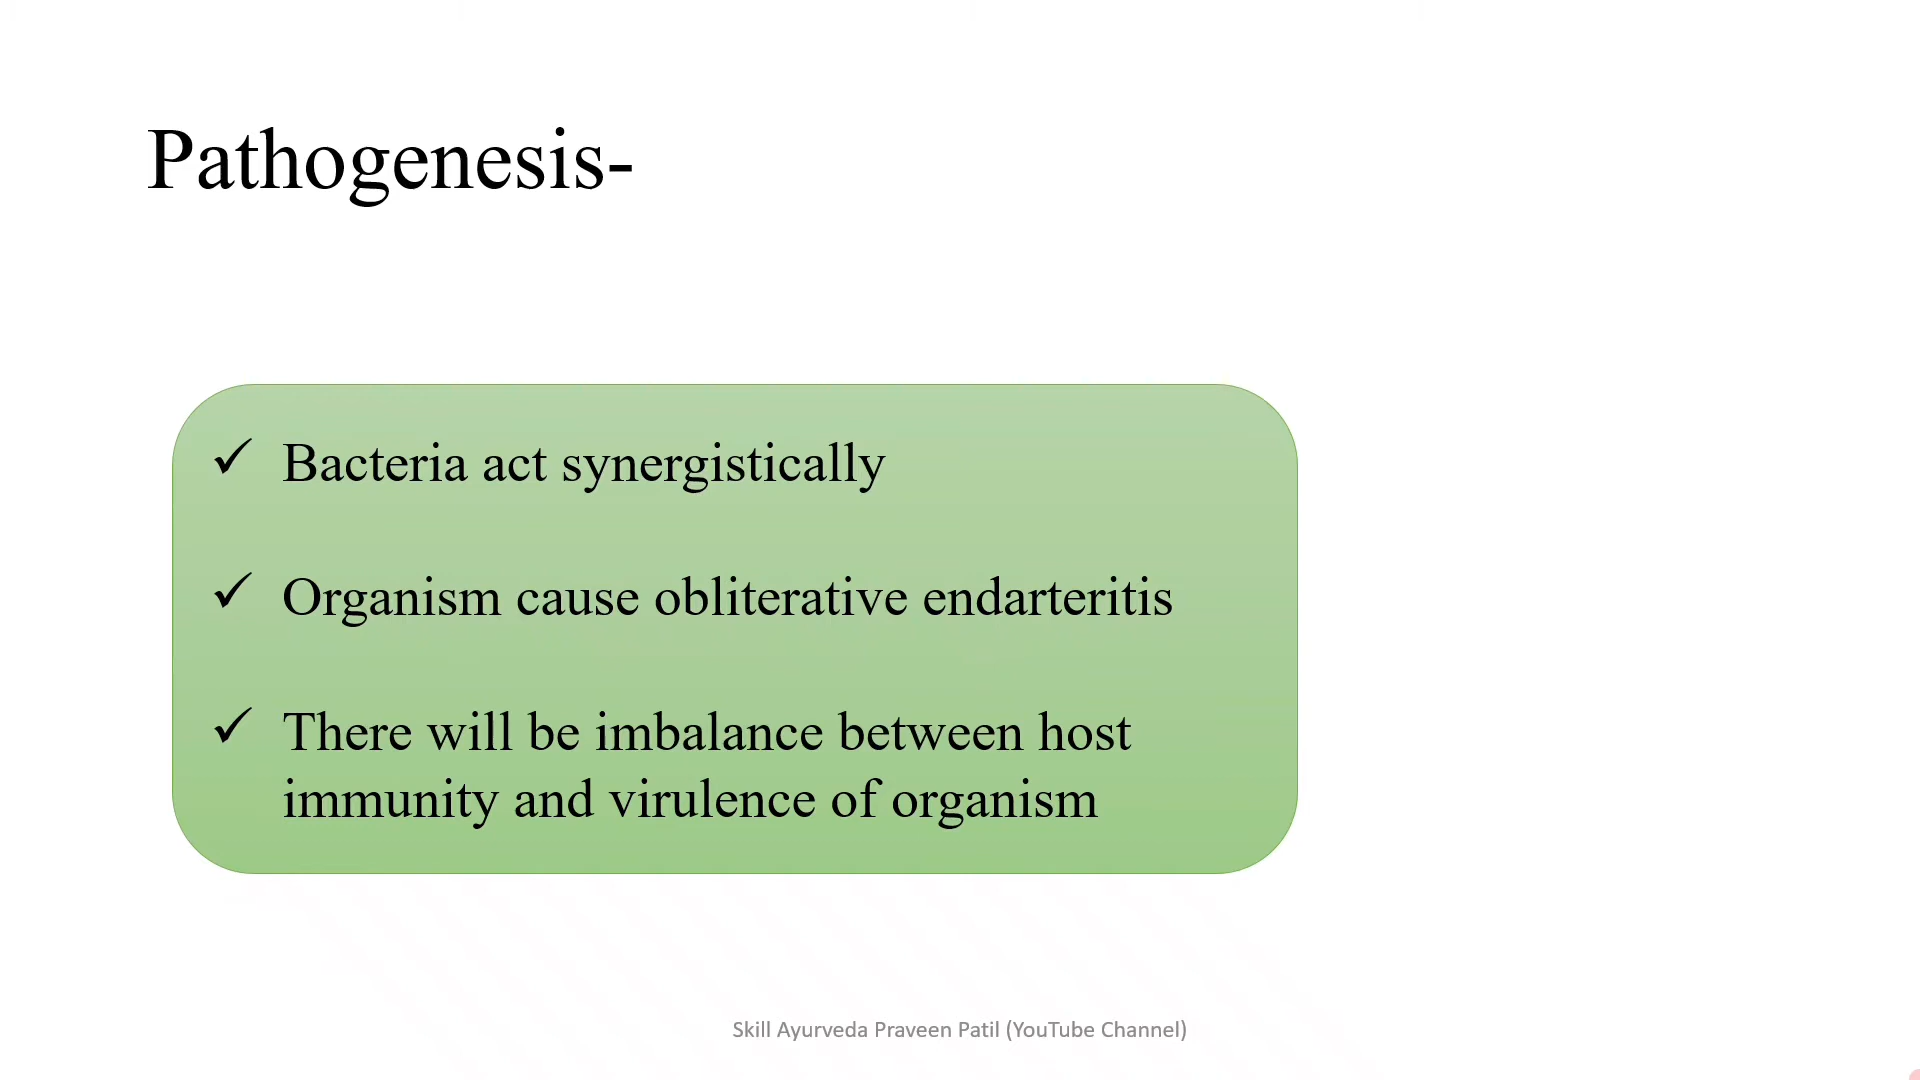 Pathogenesis-
✓ Bacteria act synergistically
✓ Organism cause obliterative endarteritis
✓ There will be imbalance between host
immunity and virulence of organism
Skill Ayurveda Praveen Patil (YouTube Channel)